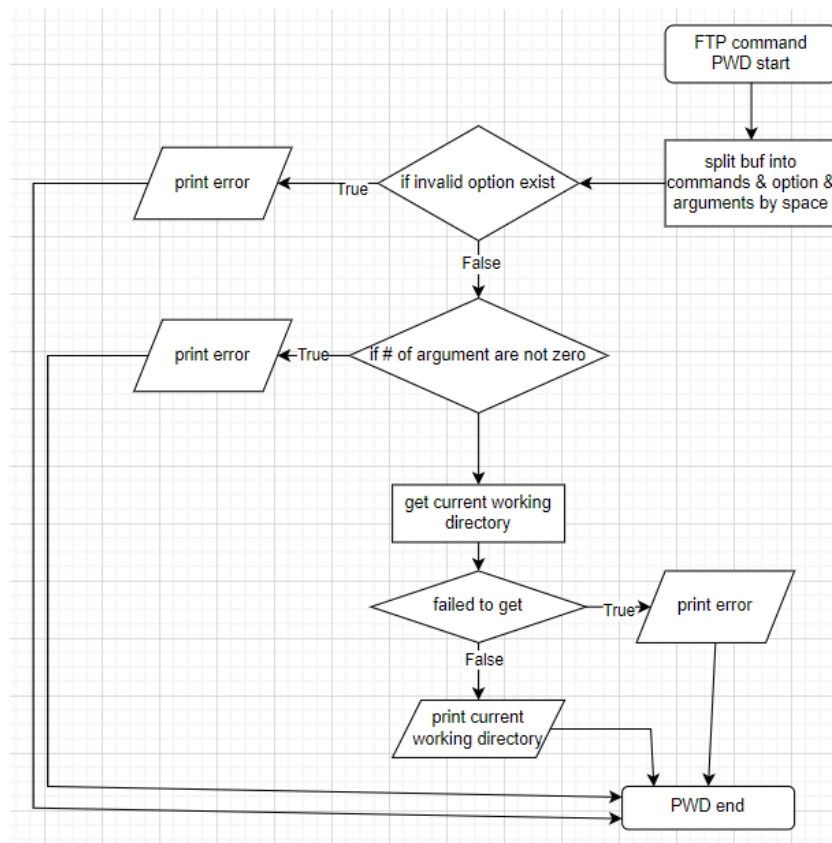 FTP command
PWD start
split buf into
commands & option &
arguments by space
if invalid option exist
True
print error
False
if # of argument are not zero
True
print error
get current working
directory
failed to get
True
print error
False
print current
working directory
PWD end